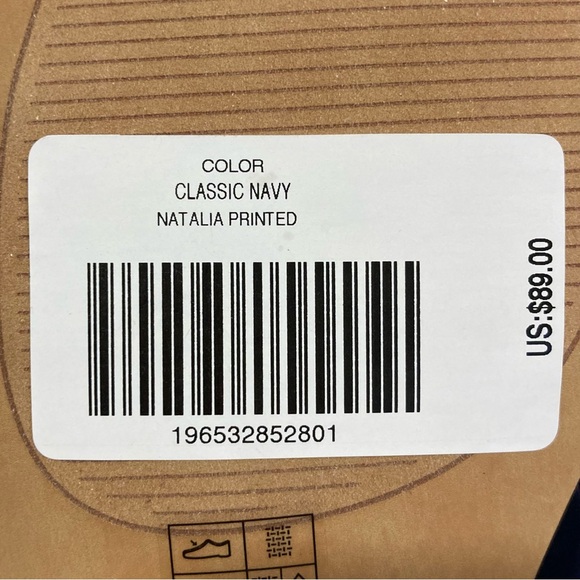 COLOR
CLASSIC NAVY
NATALIA PRINTED
196532852801
US:$89.00